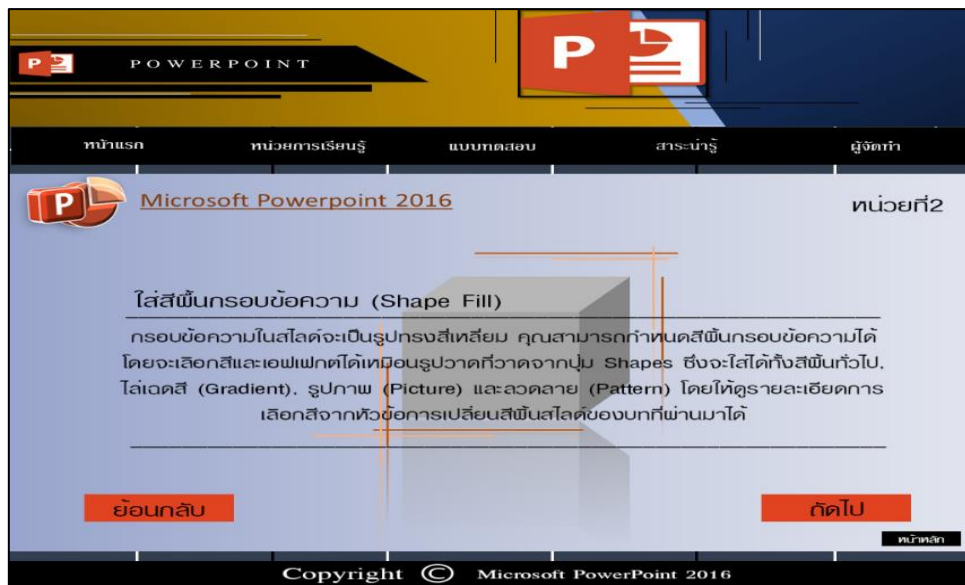 POWERPOINT
หน้าแรก หน่วยการเรียนรู้ แบบทดสอบ สาระน่ารู้ ผู้จัดทำ
Microsoft Powerpoint 2016
หน่วยที่2
ใส่สีพื้นกรอบข้อความ (Shape Fill)
กรอบข้อความในสไลด์จะเป็นรูปทรงสี่เหลี่ยม คุณสามารถกำหนดสีพื้นกรอบข้อความได้
โดยจะเลือกสีและเอฟเฟกต์ได้เหมือนรูปวาดที่วาดจากปุ่ม Shapes ซึ่งจะใส่ได้ทั้งสีพื้นทั่วไป,
ไล่เฉดสี (Gradient), รูปภาพ (Picture) และลวดลาย (Pattern) โดยให้ดูรายละเอียดการ
เลือกสีจากหัวข้อการเปลี่ยนสีพื้นสไลด์ของบทที่ผ่านมาได้
ย้อนกลับ ถัดไป
หน้าหลัก
Copyright © Microsoft PowerPoint 2016